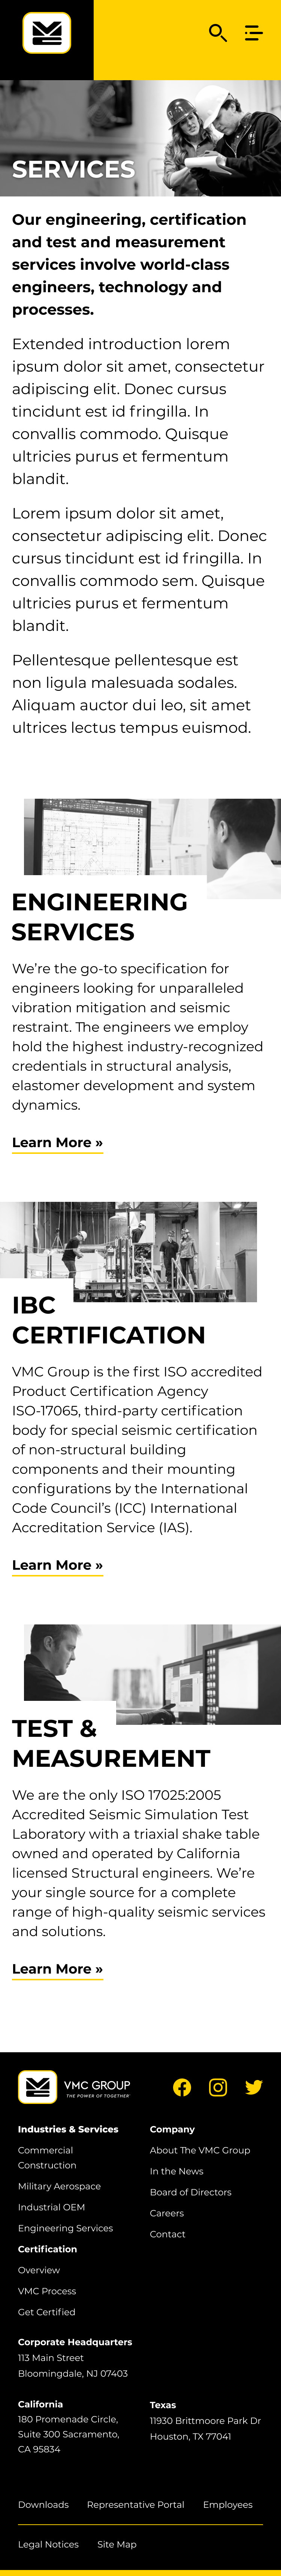 SERVICES
Our engineering, certification
and test and measurement
services involve world-class
engineers, technology and
processes.
Extended introduction lorem
ipsum dolor sit amet, consectetur
adipiscing elit. Donec cursus
tincidunt est id fringilla. In
convallis commodo. Quisque
ultricies purus et fermentum
blandit.
Lorem ipsum dolor sit amet,
consectetur adipiscing elit. Donec
cursus tincidunt est id fringilla. In
convallis commodo sem. Quisque
ultricies purus et fermentum
blandit.
Pellentesque pellentesque est
non ligula malesuada sodales.
Aliquam auctor dui leo, sit amet
ultrices lectus tempus euismod.
ENGINEERING
SERVICES
We’re the go-to specification for
engineers looking for unparalleled
vibration mitigation and seismic
restraint. The engineers we employ
hold the highest industry-recognized
credentials in structural analysis,
elastomer development and system
dynamics.
Learn More »
IBC
CERTIFICATION
VMC Group is the first ISO accredited
Product Certification Agency
ISO-17065, third-party certification
body for special seismic certification
of non-structural building
components and their mounting
configurations by the International
Code Council’s (ICC) International
Accreditation Service (IAS).
Learn More »
TEST &
MEASUREMENT
We are the only ISO 17025:2005
Accredited Seismic Simulation Test
Laboratory with a triaxial shake table
owned and operated by California
licensed Structural engineers. We’re
your single source for a complete
range of high-quality seismic services
and solutions.
Learn More »
VMC GROUP
THE POWER OF TOGETHER™
Industries & Services
Commercial
Construction
Military Aerospace
Industrial OEM
Engineering Services
Certification
Overview
VMC Process
Get Certified
Company
About The VMC Group
In the News
Board of Directors
Careers
Contact
Corporate Headquarters
113 Main Street
Bloomingdale, NJ 07403
California
180 Promenade Circle,
Suite 300 Sacramento,
CA 95834
Texas
11930 Brittmoore Park Dr
Houston, TX 77041
Downloads
Representative Portal
Employees
Legal Notices
Site Map